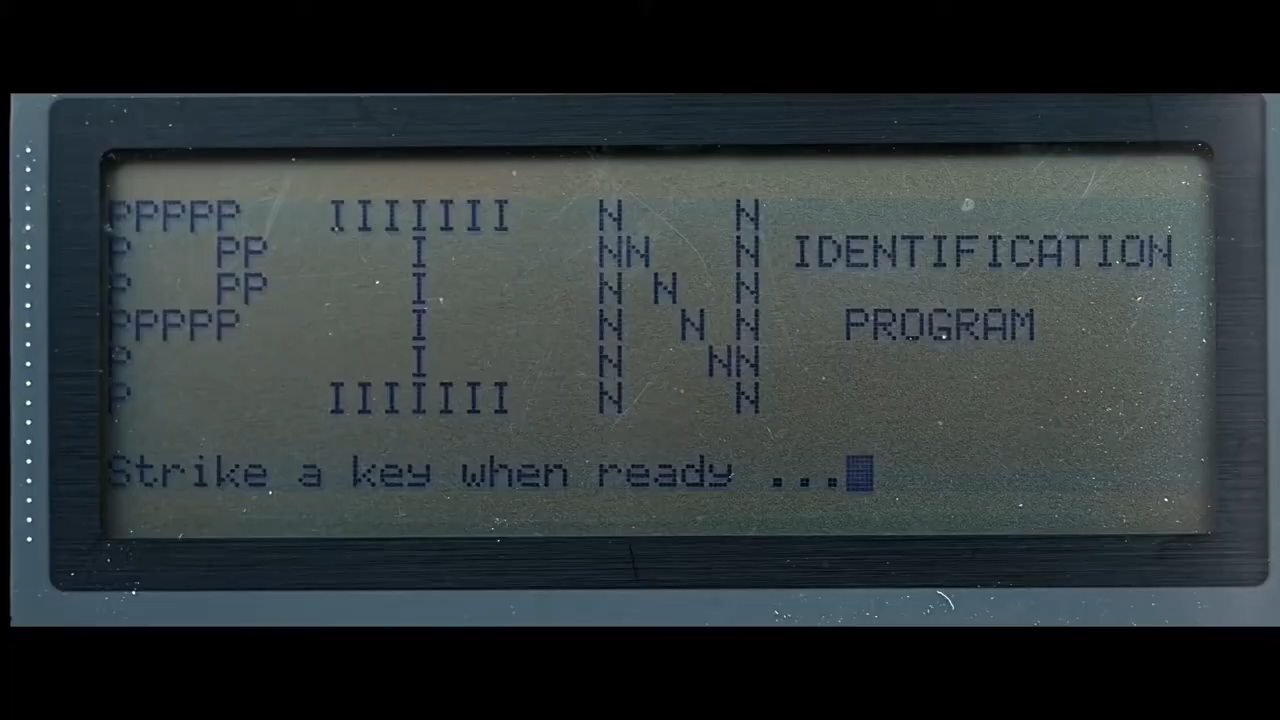 PPPPP IIIIIII N N
P PP I NN N IDENTIFICATION
P PP I N N N
PPPPP I N N N PROGRAM
P I N NN
P IIIIIII N N
Strike a key when ready ...